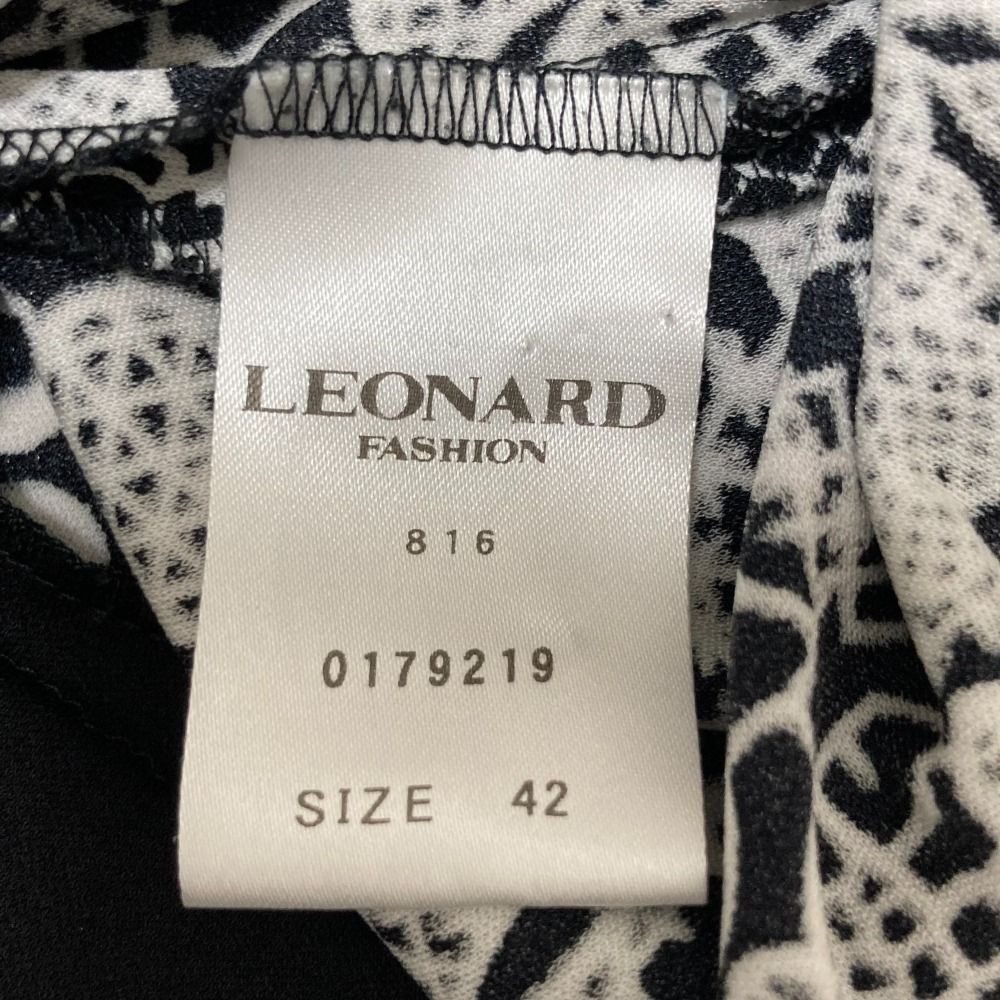 LEONARD
FASHION
816
0179219
SIZE 42